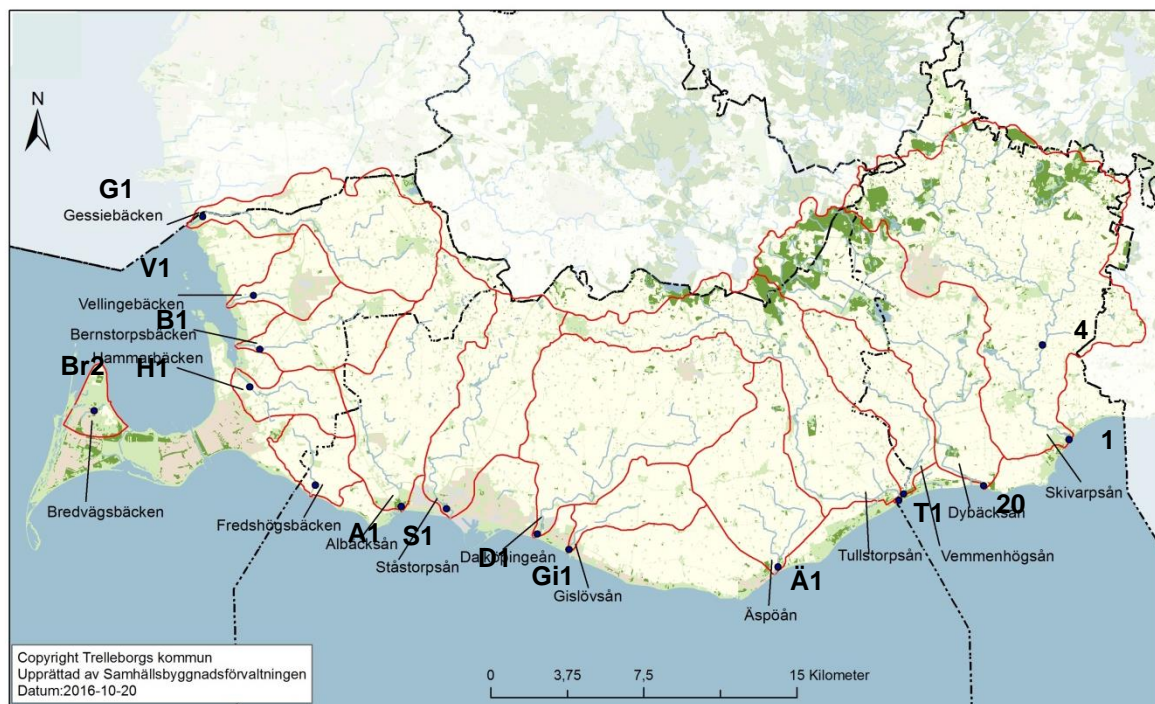 N
G1
Gessiebäcken
V1
Vellingebäcken
B1
Bernstorpsbäcken
Hammarbäcken
H1
Br2
4
1
Bredvägsbäcken
Fredshögsbäcken
A1
Albäcksån
S1
Ståstorpsån
D1
Dalköpingeån
Gi1
Gislövsån
Ä1
Äspöån
Tullstorpsån
T1
Vemmenhögsån
Dybäcksån
20
Skivarpsån
Copyright Trelleborgs kommun
Upprättad av Samhällsbyggnadsförvaltningen
Datum:2016-10-20
0 3,75 7,5 15 Kilometer